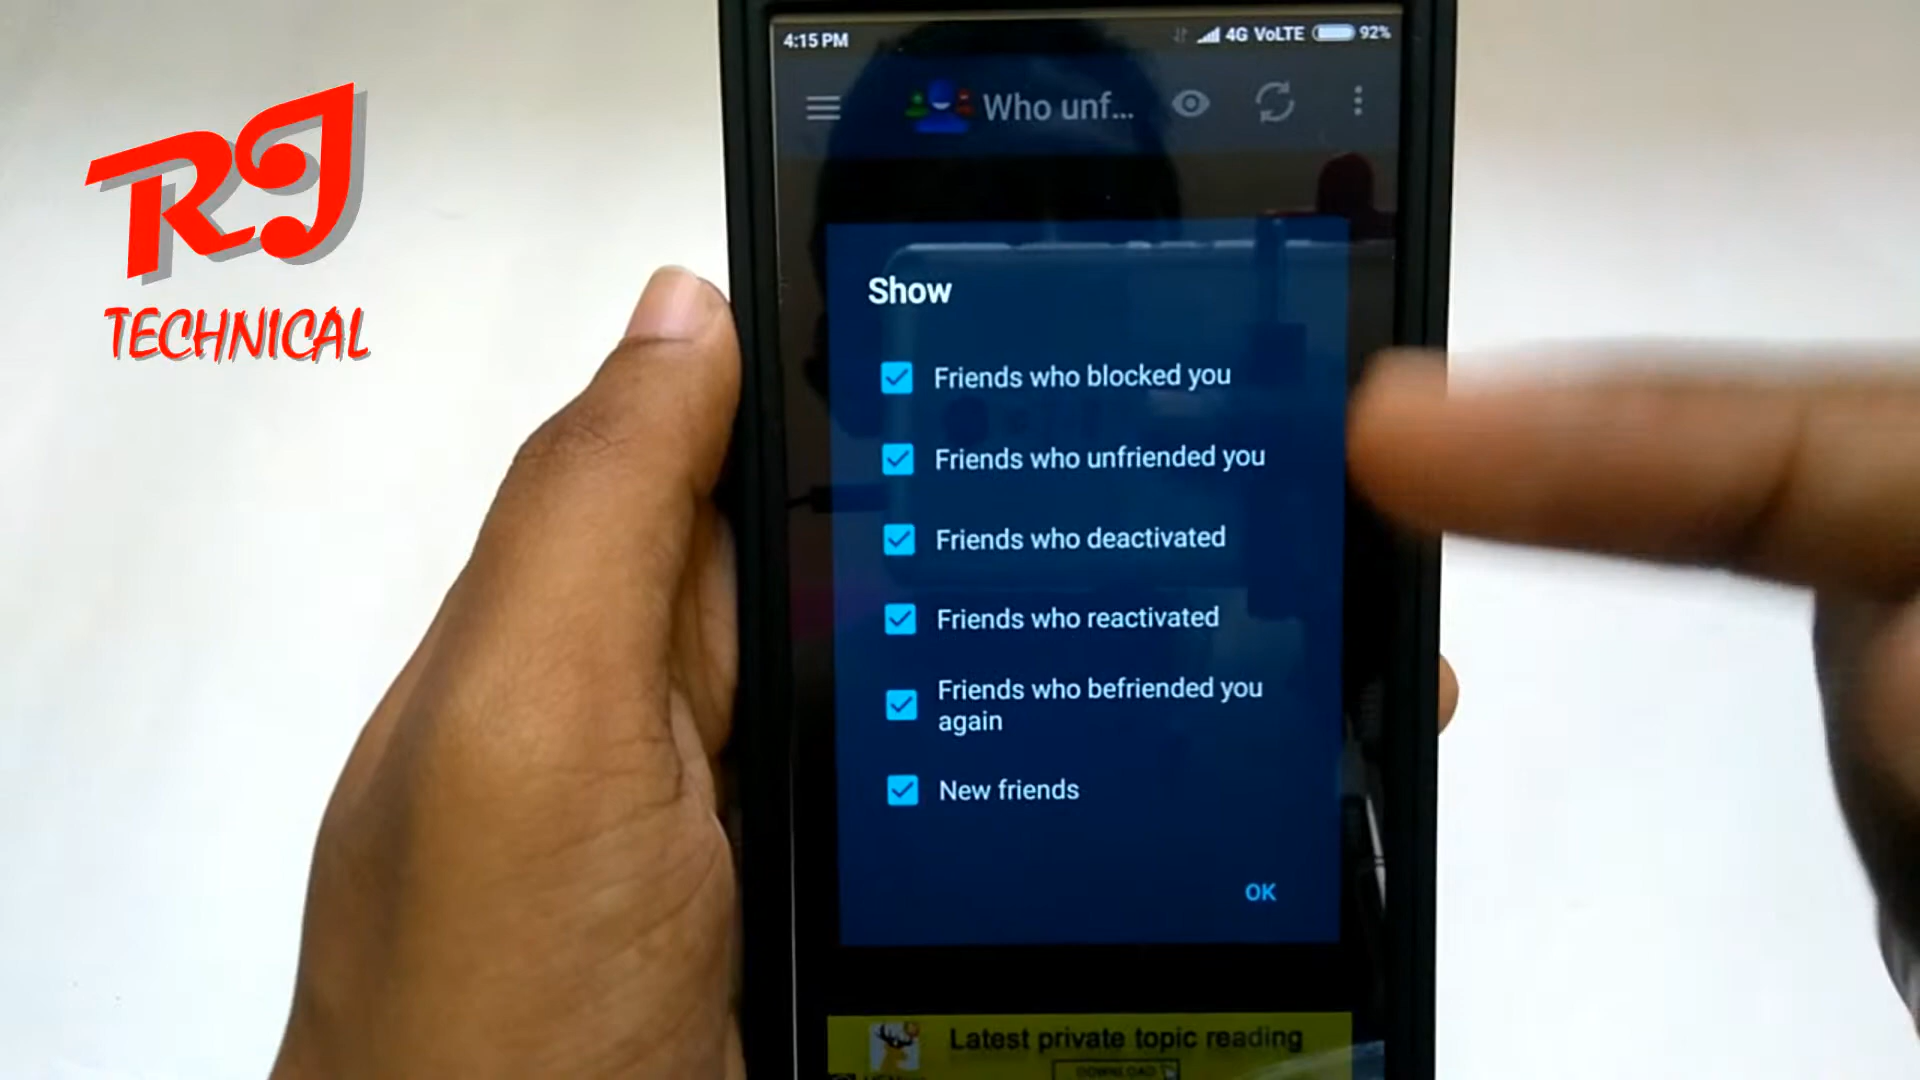 4:15 PM
4G VoLTE
92%
RJ
TECHNICAL
Who unf...
Show
Friends who blocked you
Friends who unfriended you
Friends who deactivated
Friends who reactivated
Friends who befriended you
again
New friends
OK
Latest private topic reading
DOWNLOAD